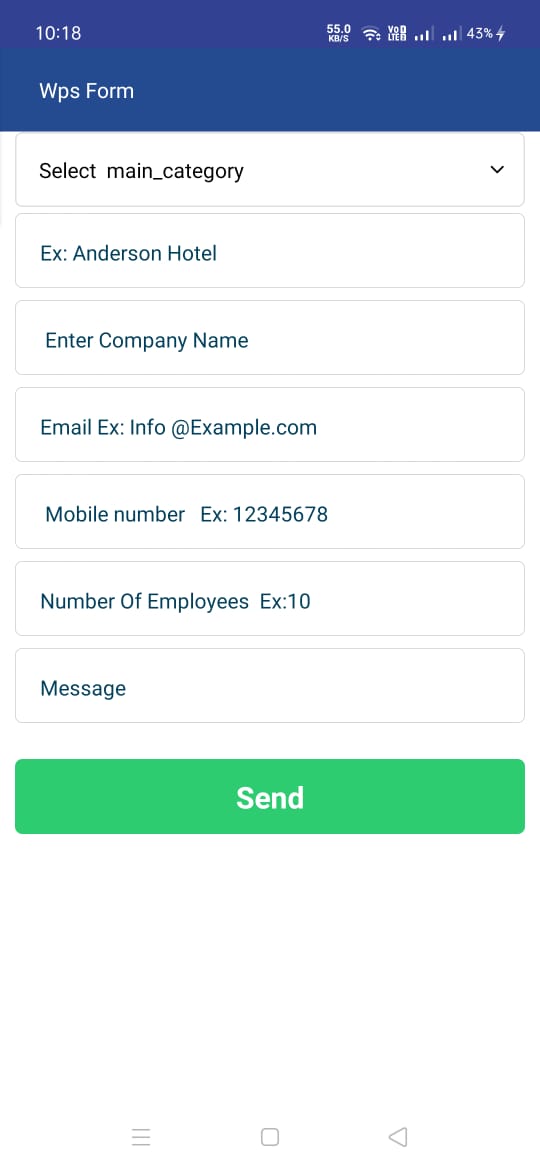 10:18
55.0 KB/S
Vo LTE
43%
Wps Form
Select  main_category
Ex: Anderson Hotel
Enter Company Name
Email Ex: Info @Example.com
Mobile number   Ex: 12345678
Number Of Employees  Ex:10
Message
Send